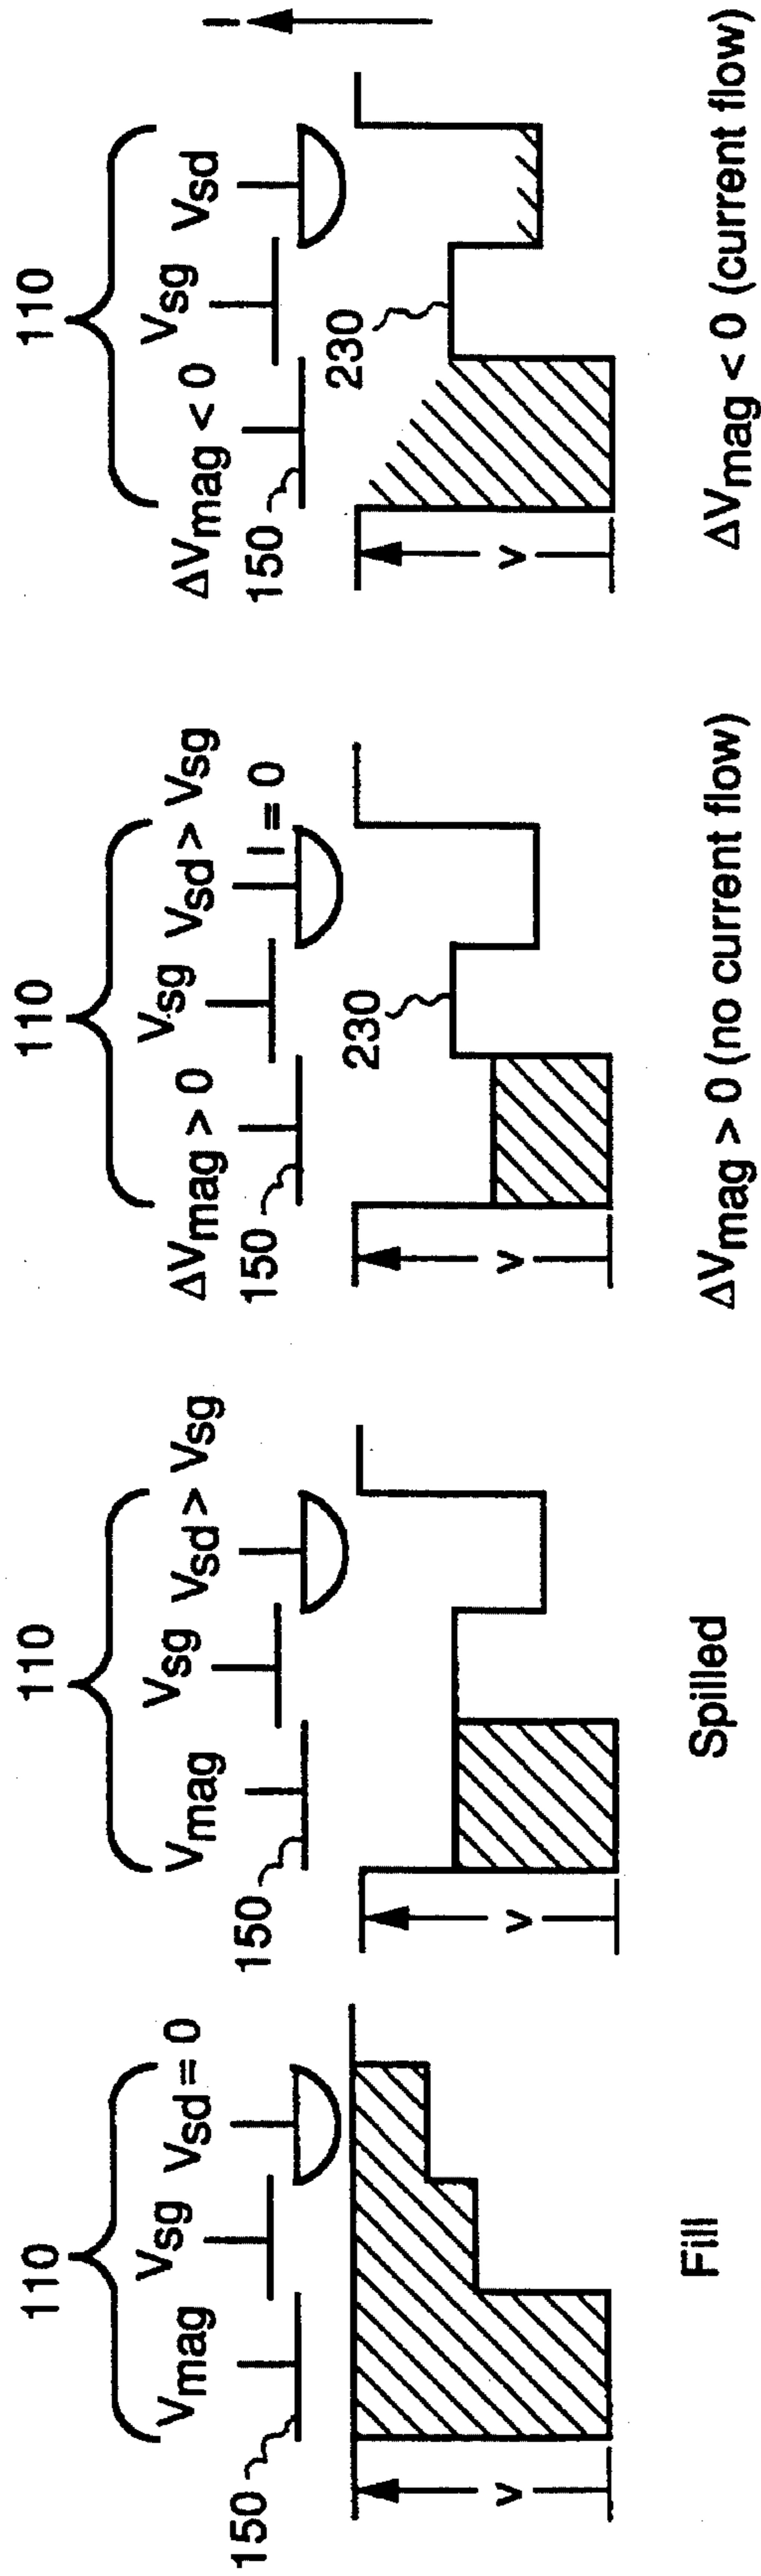 110
Vmag Vsg Vsd = 0
150
V
Fill
110
Vmag Vsg Vsd > Vsg
150
V
Spilled
110
ΔVmag > 0 Vsg Vsd > Vsg
150
I = 0
230
V
ΔVmag > 0 (no current flow)
110
ΔVmag < 0 Vsg Vsd
I
150
230
V
ΔVmag < 0 (current flow)